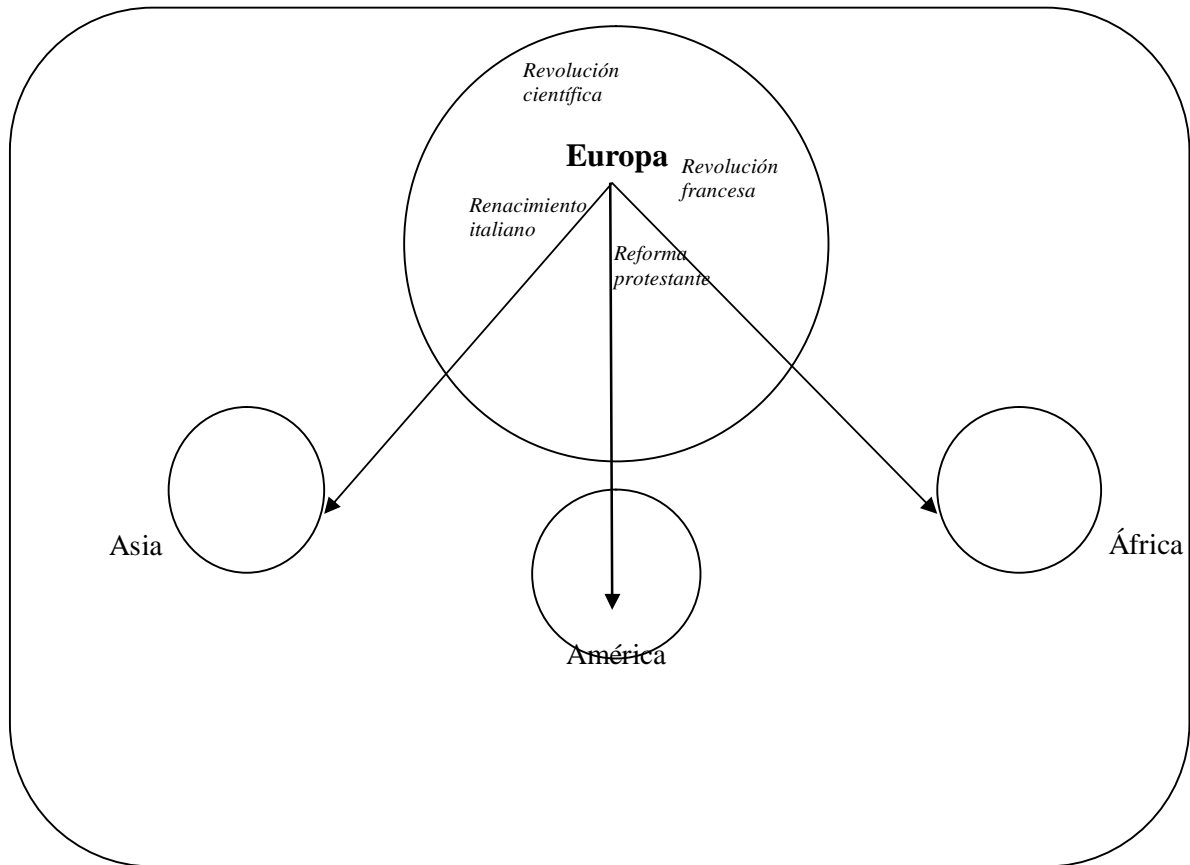 Revolución
científica
Europa
Revolución
francesa
Renacimiento
italiano
Reforma
protestante
Asia
África
América